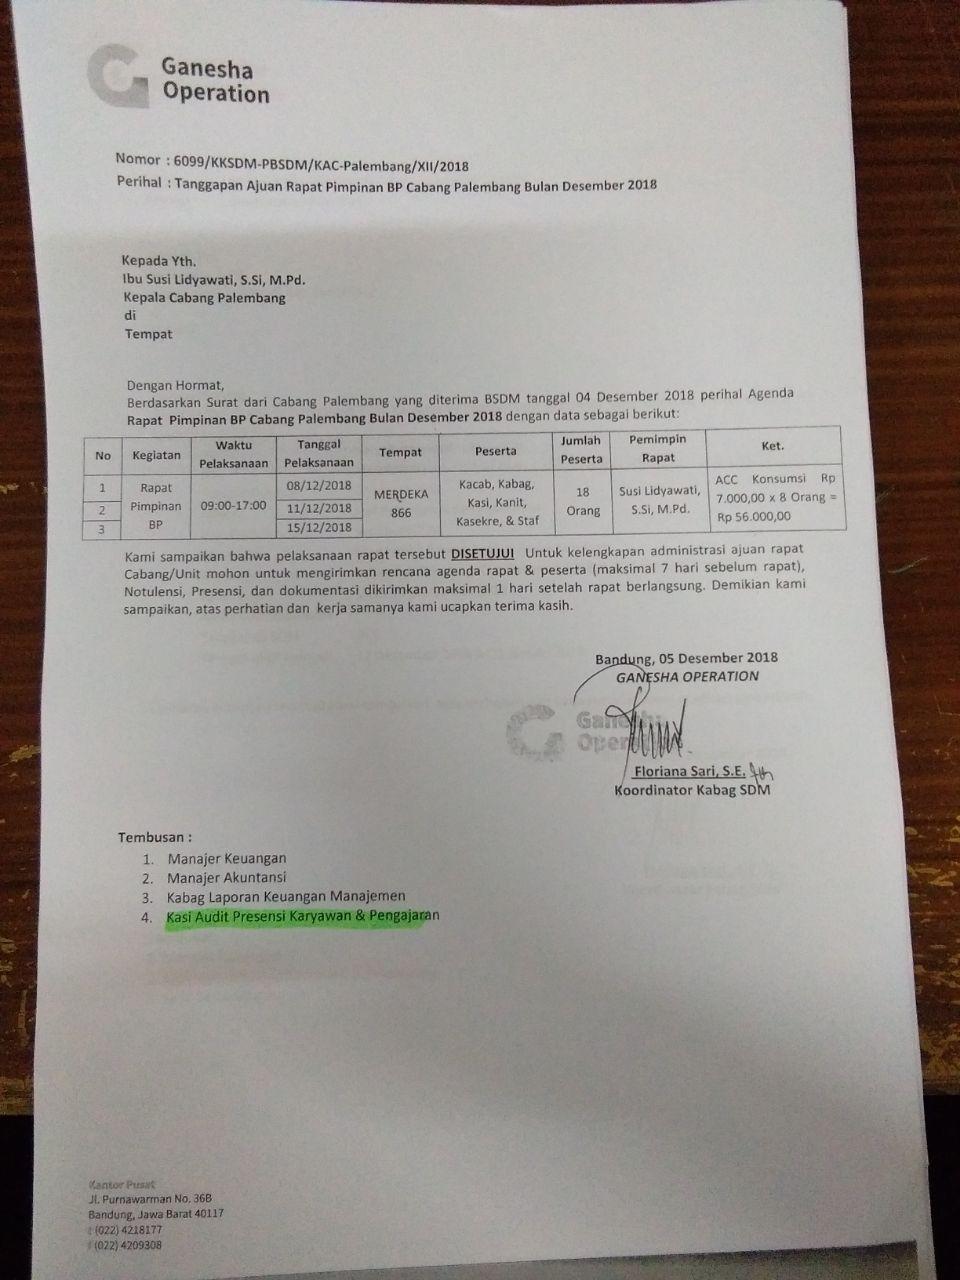 Ganesha
Operation
Nomor : 6099/KKSDM-PBSDM/KAC-Palembang/XII/2018
Perihal : Tanggapan Ajuan Rapat Pimpinan BP Cabang Palembang Bulan Desember 2018
Kepada Yth.
Ibu Susi Lidyawati, S.Si, M.Pd.
Kepala Cabang Palembang
di
Tempat
Dengan Hormat,
Berdasarkan Surat dari Cabang Palembang yang diterima BSDM tanggal 04 Desember 2018 perihal Agenda
Rapat Pimpinan BP Cabang Palembang Bulan Desember 2018 dengan data sebagai berikut:
No Kegiatan Waktu Pelaksanaan Tanggal Pelaksanaan Tempat Peserta Jumlah Peserta Pemimpin Rapat Ket.
1 Rapat Pimpinan BP 09:00-17:00 08/12/2018 MERDEKA 866 Kacab, Kabag, Kasi, Kanit, Kasekre, & Staf 18 Orang Susi Lidyawati, S.Si, M.Pd. ACC Konsumsi Rp 7.000,00 x 8 Orang = Rp 56.000,00
2 11/12/2018
3 15/12/2018
Kami sampaikan bahwa pelaksanaan rapat tersebut DISETUJUI Untuk kelengkapan administrasi ajuan rapat
Cabang/Unit mohon untuk mengirimkan rencana agenda rapat & peserta (maksimal 7 hari sebelum rapat),
Notulensi, Presensi, dan dokumentasi dikirimkan maksimal 1 hari setelah rapat berlangsung. Demikian kami
sampaikan, atas perhatian dan kerja samanya kami ucapkan terima kasih.
Bandung, 05 Desember 2018
GANESHA OPERATION
Floriana Sari, S.E.
Koordinator Kabag SDM
Tembusan :
1. Manajer Keuangan
2. Manajer Akuntansi
3. Kabag Laporan Keuangan Manajemen
4. Kasi Audit Presensi Karyawan & Pengajaran
Kantor Pusat
Jl. Purnawarman No. 36B
Bandung, Jawa Barat 40117
t (022) 4218177
f (022) 4209308